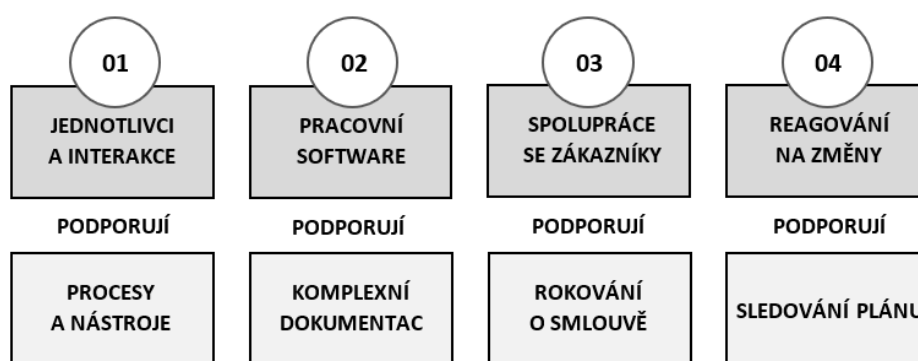 01
JEDNOTLIVCI
A INTERAKCE
PODPORUJÍ
PROCESY
A NÁSTROJE
02
PRACOVNÍ
SOFTWARE
PODPORUJÍ
KOMPLEXNÍ
DOKUMENTAC
03
SPOLUPRÁCE
SE ZÁKAZNÍKY
PODPORUJÍ
ROKOVÁNÍ
O SMLOUVĚ
04
REAGOVÁNÍ
NA ZMĚNY
PODPORUJÍ
SLEDOVÁNÍ PLÁNU